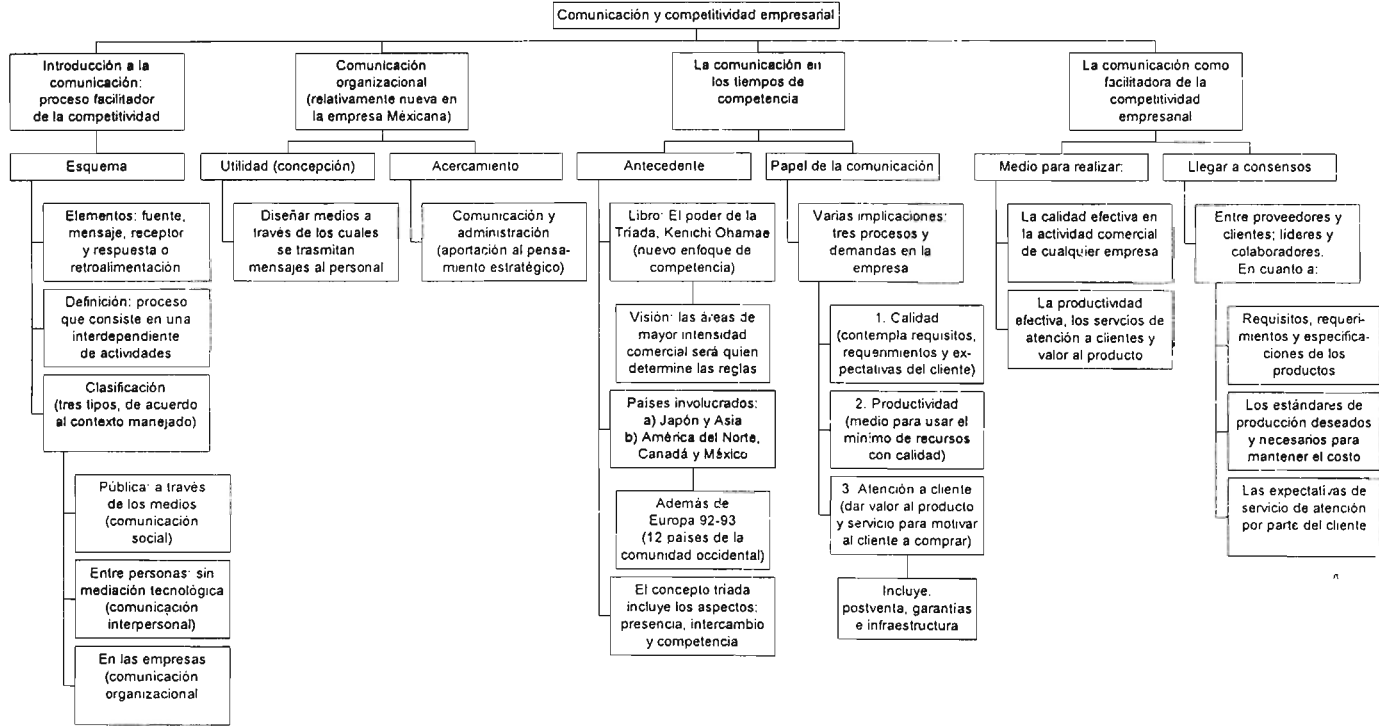 Comunicación y competitividad empresarial
Introducción a la
comunicación:
proceso facilitador
de la competitividad
Esquema
Elementos: fuente,
mensaje, receptor
y respuesta o
retroalimentación
Definición: proceso
que consiste en una
interdependiente
de actividades
Clasificación
(tres tipos, de acuerdo
al contexto manejado)
Pública: a través
de los medios
(comunicación
social)
Entre personas: sin
mediación tecnológica
(comunicación
interpersonal)
En las empresas
(comunicación
organizacional
Comunicación
organizacional
(relativamente nueva en
la empresa Méxicana)
Utilidad (concepción)
Diseñar medios a
través de los cuales
se trasmitan
mensajes al personal
Acercamiento
Comunicación y
administración
(aportación al pensa-
miento estratégico)
La comunicación en
los tiempos de
competencia
Antecedente
Libro: El poder de la
Tríada, Kenichi Ohamae
(nuevo enfoque de
competencia)
Visión: las áreas de
mayor intensidad
comercial será quien
determine las reglas
Países involucrados:
a) Japón y Asia
b) América del Norte,
Canadá y México
Además de
Europa 92-93
(12 países de la
comunidad occidental)
El concepto triada
incluye los aspectos:
presencia, intercambio
y competencia
Papel de la comunicación
Varias implicaciones:
tres procesos y
demandas en la
empresa
1. Calidad
(contempla requisitos,
requerimientos y ex-
pectativas del cliente)
2. Productividad
(medio para usar el
mínimo de recursos
con calidad)
3. Atención a cliente
(dar valor al producto
y servicio para motivar
al cliente a comprar)
Incluye:
postventa, garantías
e infraestructura
La comunicación como
facilitadora de la
competitividad
empresarial
Medio para realizar:
La calidad efectiva en
la actividad comercial
de cualquier empresa
La productividad
efectiva, los servcios de
atención a clientes y
valor al producto
Llegar a consensos
Entre proveedores y
clientes; líderes y
colaboradores.
En cuanto a:
Requisitos, requeri-
mientos y especifica-
ciones de los
productos
Los estándares de
producción deseados
y necesarios para
mantener el costo
Las expectativas de
servicio de atención
por parte del cliente